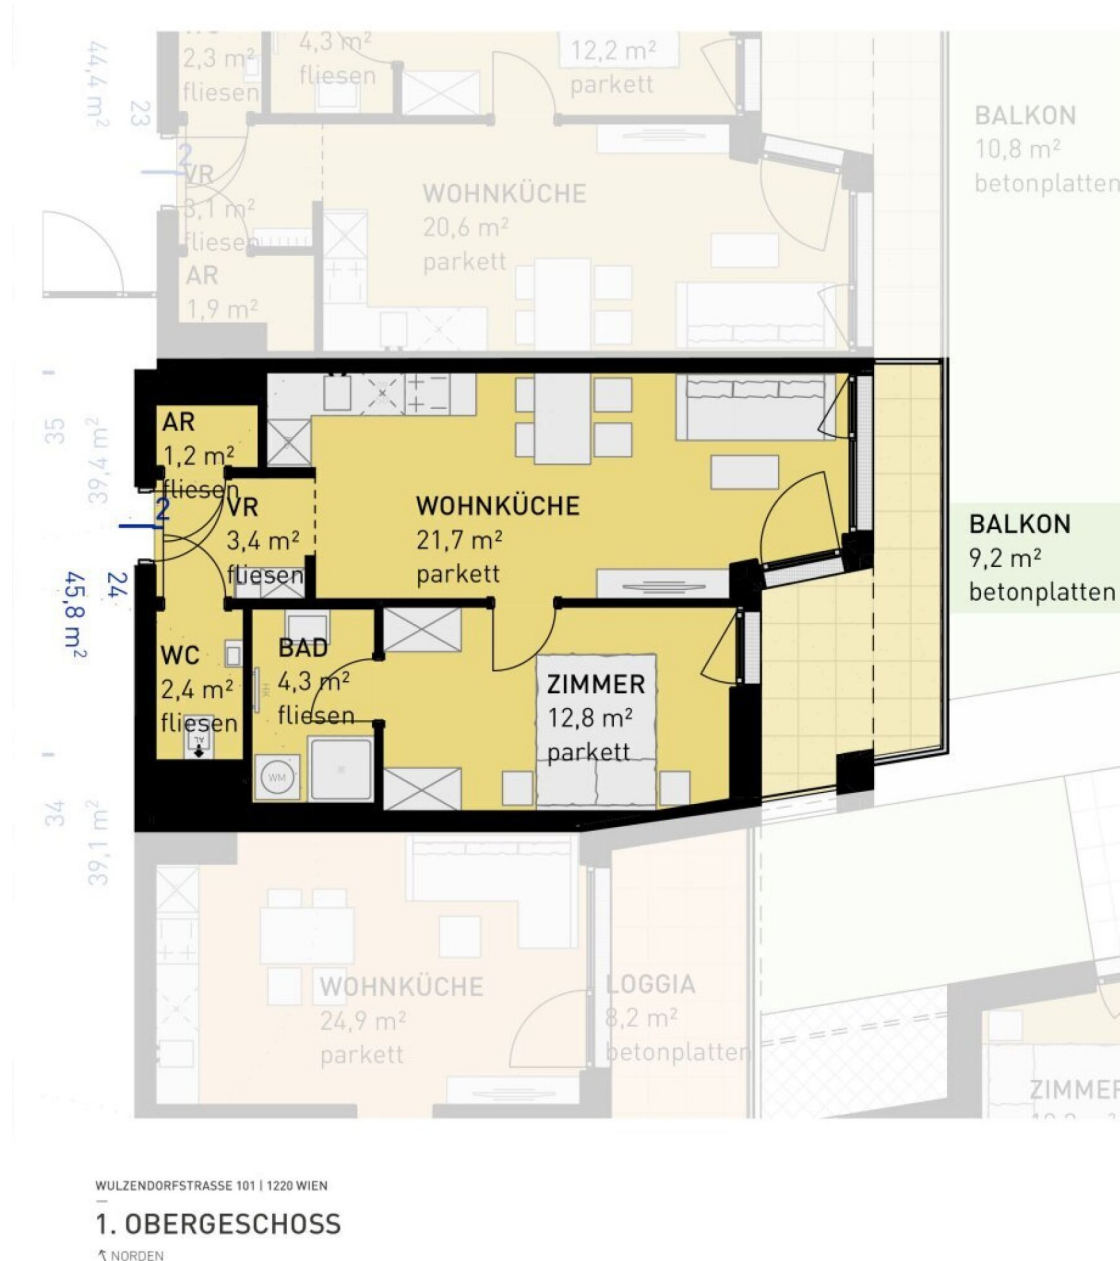 2,3 m²
fliesen
4,3 m²
fliesen
12,2 m²
parkett
44,4 m²
23
2
VR
3,1 m²
fliesen
AR
1,9 m²
WOHNKÜCHE
20,6 m²
parkett
BALKON
10,8 m²
betonplatten
35
39,4 m²
AR
1,2 m²
fliesen
2
VR
3,4 m²
fliesen
WOHNKÜCHE
21,7 m²
parkett
BALKON
9,2 m²
betonplatten
24
45,8 m²
WC
2,4 m²
fliesen
BAD
4,3 m²
fliesen
HK
WM
ZIMMER
12,8 m²
parkett
34
39,1 m²
WOHNKÜCHE
24,9 m²
parkett
LOGGIA
8,2 m²
betonplatten
ZIMMER
WULZENDORFSTRASSE 101 | 1220 WIEN
1. OBERGESCHOSS
NORDEN